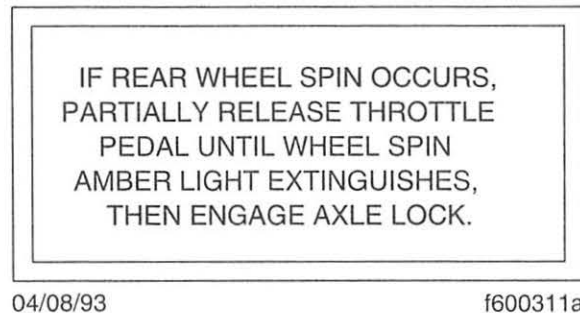 IF REAR WHEEL SPIN OCCURS,
PARTIALLY RELEASE THROTTLE
PEDAL UNTIL WHEEL SPIN
AMBER LIGHT EXTINGUISHES,
THEN ENGAGE AXLE LOCK.
04/08/93 f600311a